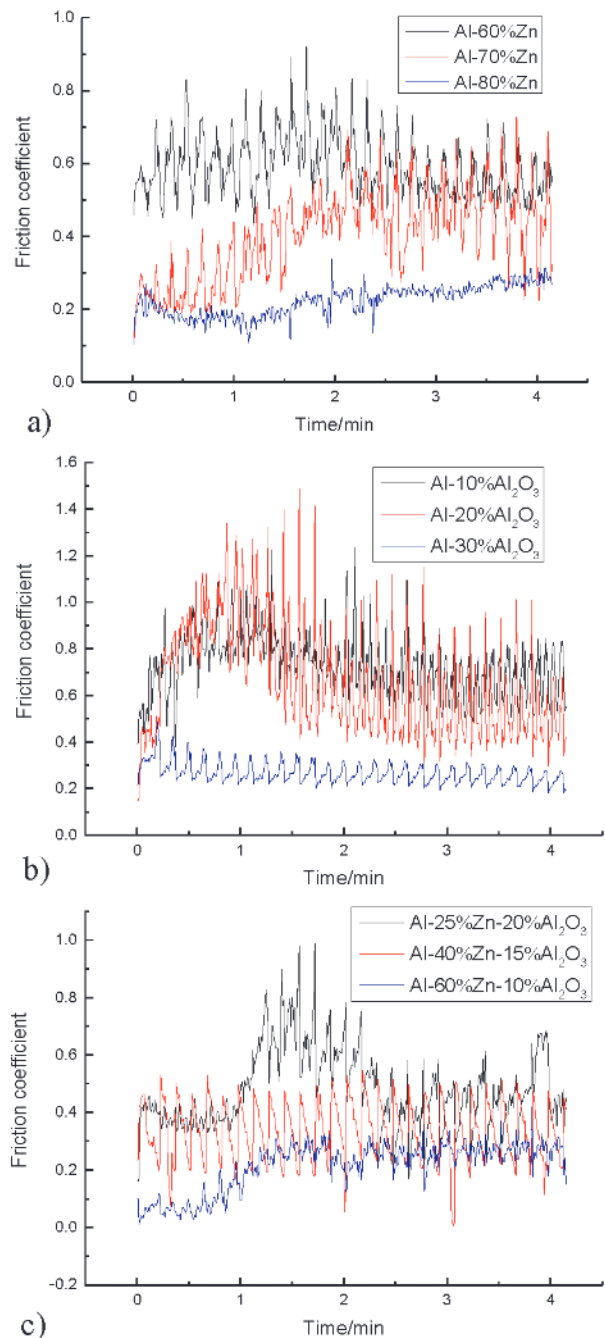 Al-60%Zn
Al-70%Zn
Al-80%Zn
Friction coefficient
1.0
0.8
0.6
0.4
0.2
0.0
0
1
2
3
4
Time/min
a)
Al-10%Al₂O₃
Al-20%Al₂O₃
Al-30%Al₂O₃
Friction coefficient
1.6
1.4
1.2
1.0
0.8
0.6
0.4
0.2
0.0
0
1
2
3
4
Time/min
b)
Al-25%Zn-20%Al₂O₃
Al-40%Zn-15%Al₂O₃
Al-60%Zn-10%Al₂O₃
Friction coefficient
1.0
0.8
0.6
0.4
0.2
0.0
-0.2
0
1
2
3
4
Time/min
c)